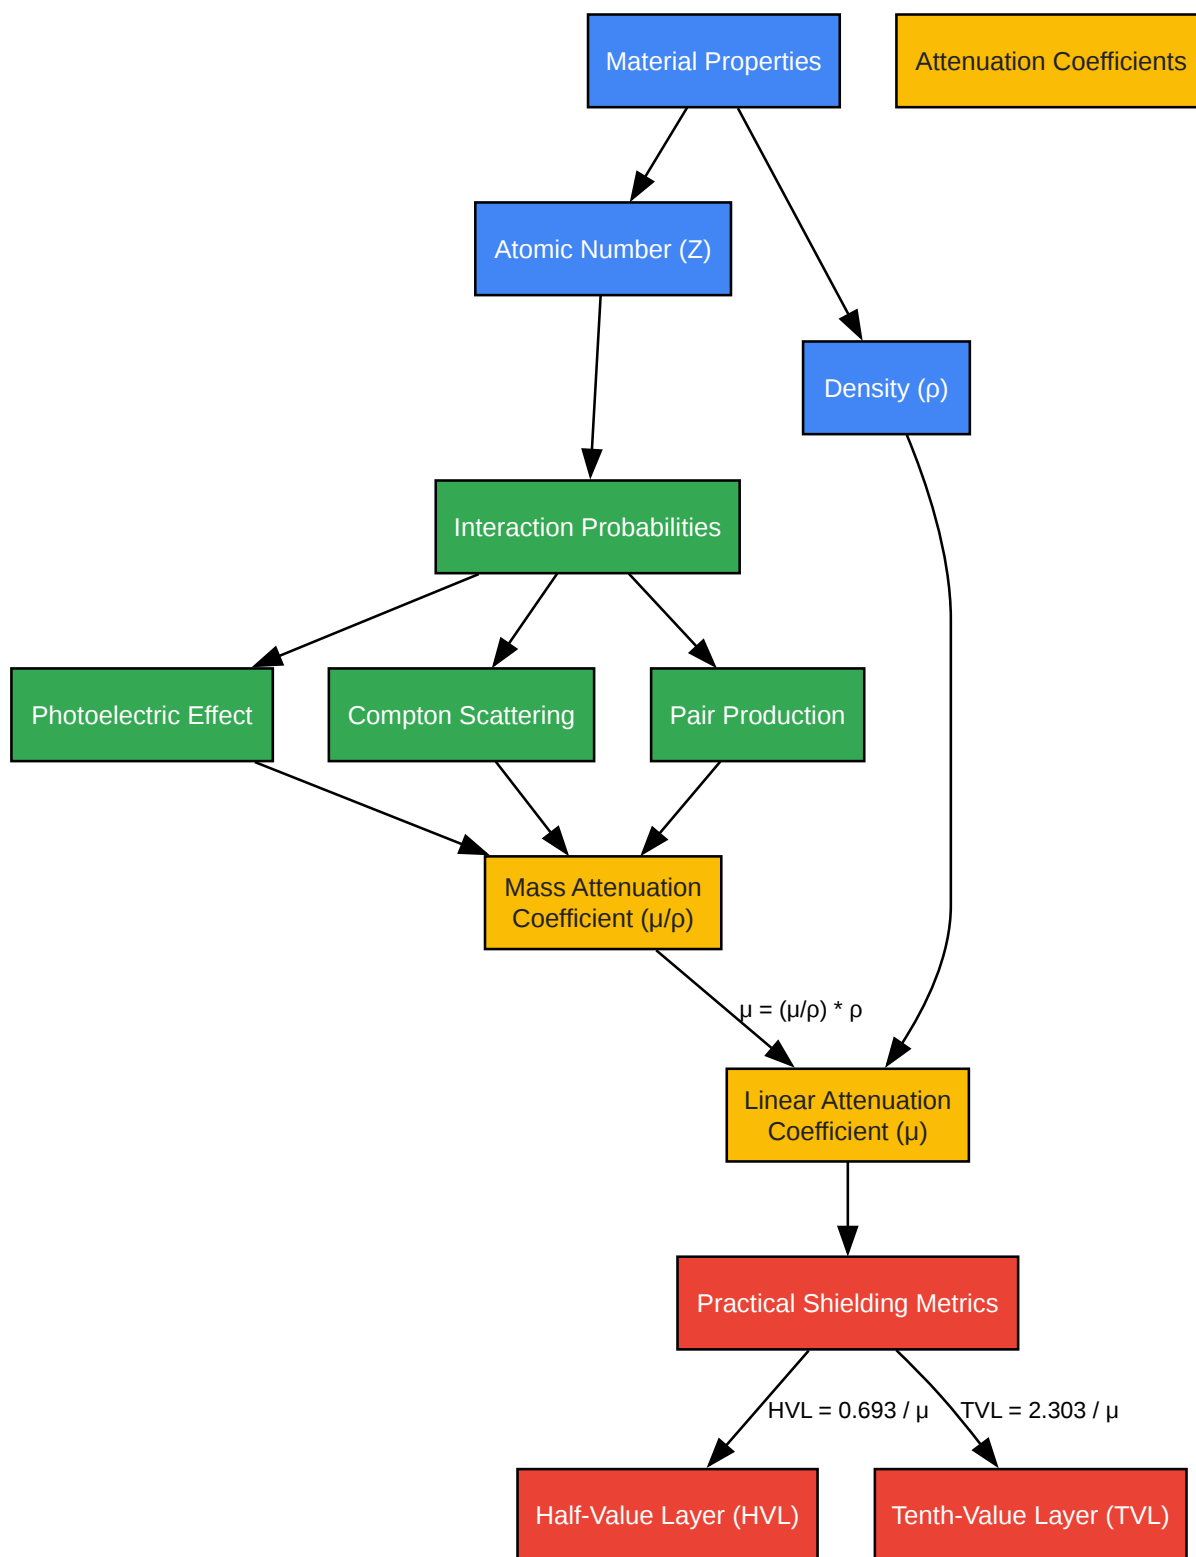 Material Properties
Attenuation Coefficients
Atomic Number (Z)
Density (ρ)
Interaction Probabilities
Photoelectric Effect
Compton Scattering
Pair Production
Mass Attenuation
Coefficient (μ/ρ)
μ = (μ/ρ) * ρ
Linear Attenuation
Coefficient (μ)
Practical Shielding Metrics
HVL = 0.693 / μ
TVL = 2.303 / μ
Half-Value Layer (HVL)
Tenth-Value Layer (TVL)